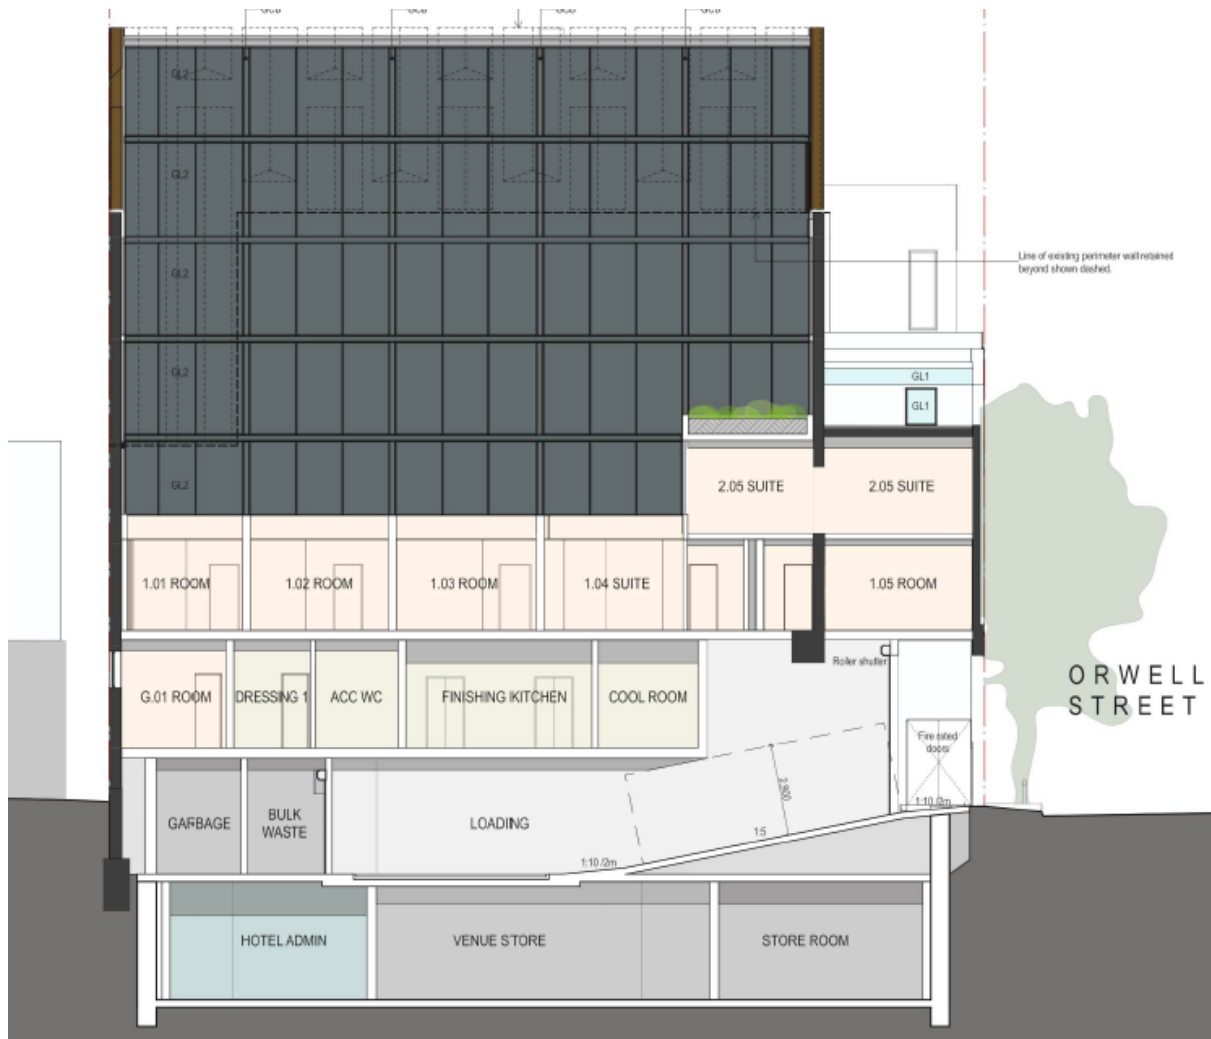 GL2
GL2
Line of existing perimeter wall retained
beyond shown dashed.
GL2
GL2
GL1
GL1
GL2
2.05 SUITE
2.05 SUITE
1.01 ROOM
1.02 ROOM
1.03 ROOM
1.04 SUITE
1.05 ROOM
Roller shutter
ORWELL
STREET
G.01 ROOM
DRESSING 1
ACC WC
FINISHING KITCHEN
COOL ROOM
Fire rated
doors
2,900
1:10 /2m
GARBAGE
BULK
WASTE
LOADING
1:5
1:10 /2m
HOTEL ADMIN
VENUE STORE
STORE ROOM